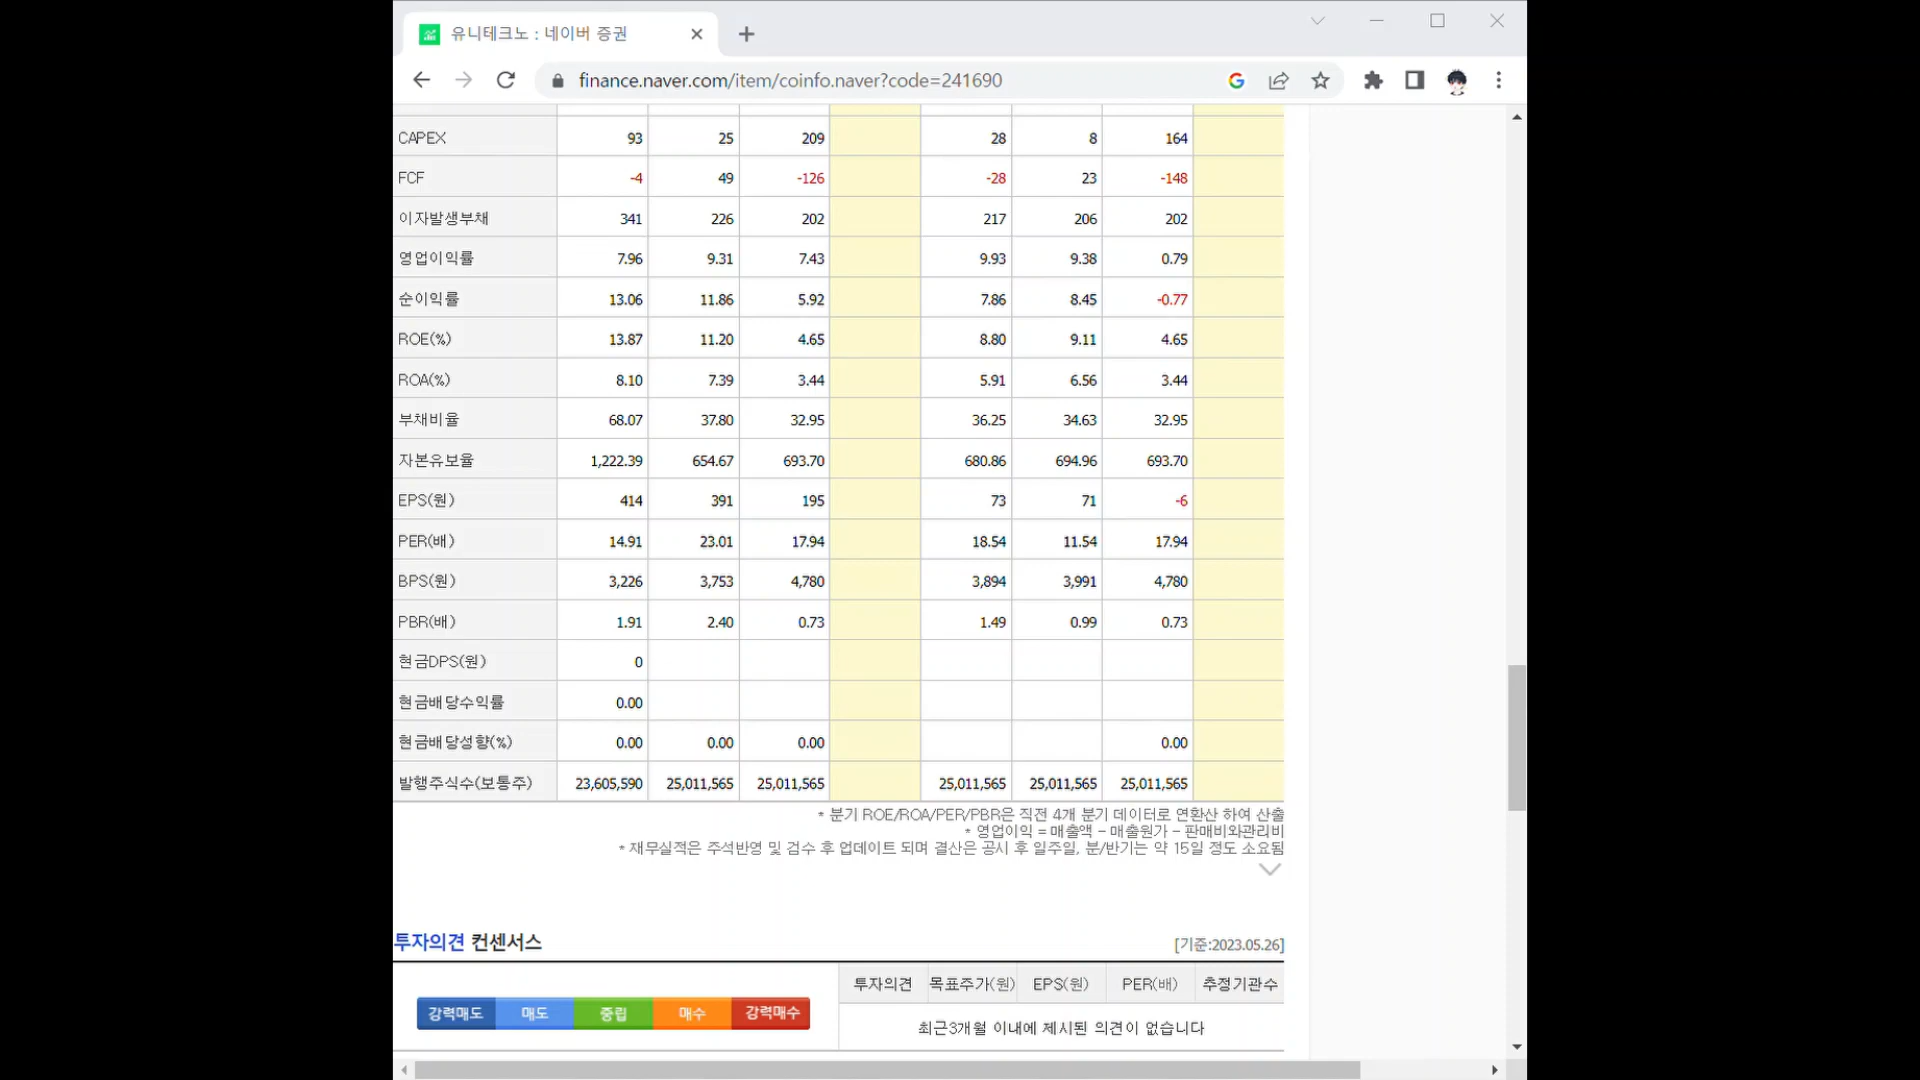 유니테크노 : 네이버 증권
finance.naver.com/item/coinfo.naver?code=241690
CAPEX 93 25 209 28 8 164
FCF -4 49 -126 -28 23 -148
이자발생부채 341 226 202 217 206 202
영업이익률 7.96 9.31 7.43 9.93 9.38 0.79
순이익률 13.06 11.86 5.92 7.86 8.45 -0.77
ROE(%) 13.87 11.20 4.65 8.80 9.11 4.65
ROA(%) 8.10 7.39 3.44 5.91 6.56 3.44
부채비율 68.07 37.80 32.95 36.25 34.63 32.95
자본유보율 1,222.39 654.67 693.70 680.86 694.96 693.70
EPS(원) 414 391 195 73 71 -6
PER(배) 14.91 23.01 17.94 18.54 11.54 17.94
BPS(원) 3,226 3,753 4,780 3,894 3,991 4,780
PBR(배) 1.91 2.40 0.73 1.49 0.99 0.73
현금DPS(원) 0
현금배당수익률 0.00
현금배당성향(%) 0.00 0.00 0.00 0.00
발행주식수(보통주) 23,605,590 25,011,565 25,011,565 25,011,565 25,011,565 25,011,565
* 분기 ROE/ROA/PER/PBR은 직전 4개 분기 데이터로 연환산 하여 산출
* 영업이익 = 매출액 - 매출원가 - 판매비와관리비
* 재무실적은 주석반영 및 검수 후 업데이트 되며 결산은 공시 후 일주일, 분/반기는 약 15일 정도 소요됨
투자의견 컨센서스 [기준:2023.05.26]
투자의견 목표주가(원) EPS(원) PER(배) 추정기관수
강력매도 매도 중립 매수 강력매수
최근3개월 이내에 제시된 의견이 없습니다